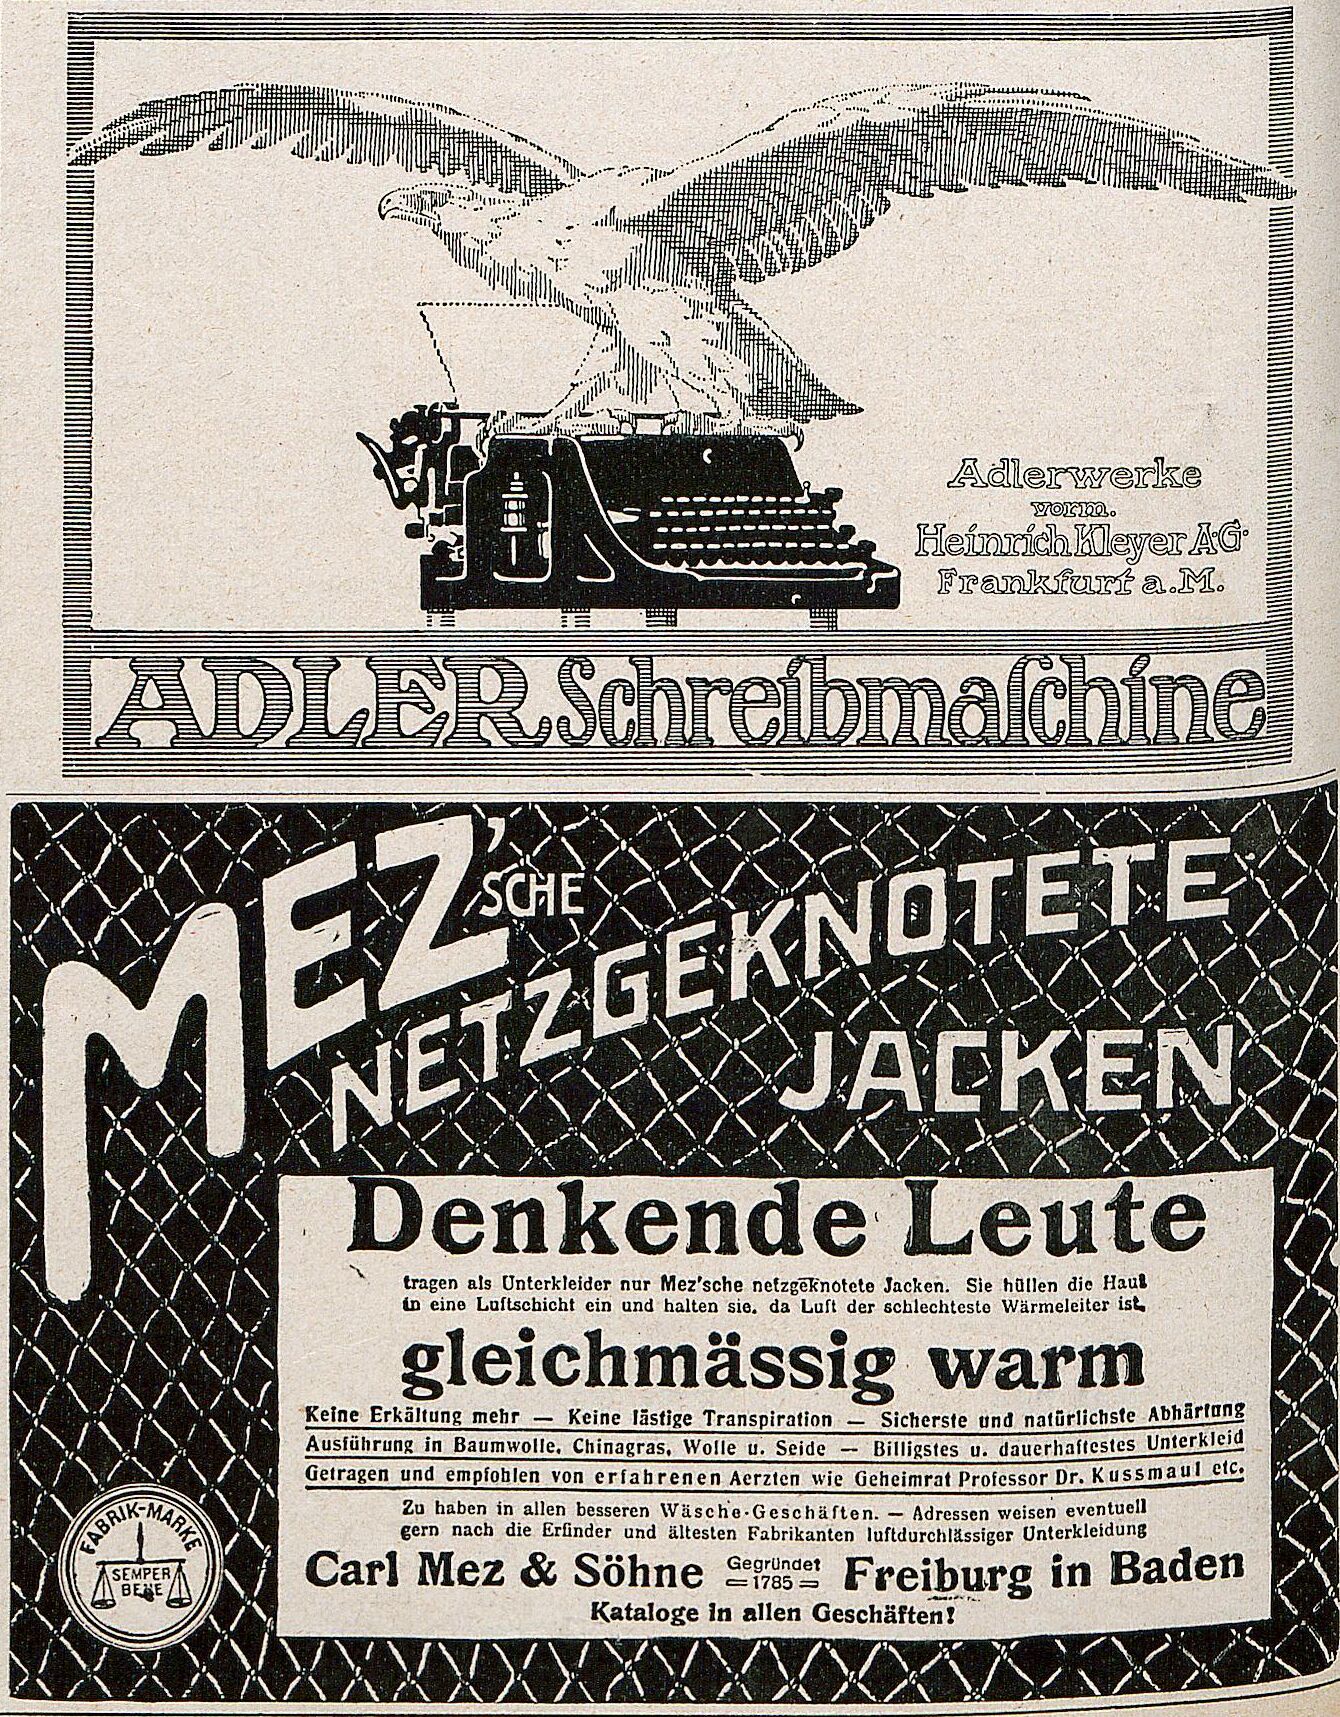 Adlerwerke
vorm.
Heinrich Kleyer A·G·
Frankfurt a.M.
ADLER Schreibmaſchine
MEZ'SCHE
NETZGEKNOTETE
JACKEN
Denkende Leute
tragen als Unterkleider nur Mez'sche netzgeknotete Jacken. Sie hüllen die Haut
in eine Luftschicht ein und halten sie, da Luft der schlechteste Wärmeleiter ist,
gleichmässig warm
Keine Erkältung mehr — Keine lästige Transpiration — Sicherste und natürlichste Abhärtung
Ausführung in Baumwolle, Chinagras, Wolle u. Seide — Billigstes u. dauerhaftestes Unterkleid
Getragen und empfohlen von erfahrenen Aerzten wie Geheimrat Professor Dr. Kussmaul etc.
Zu haben in allen besseren Wäsche-Geschäften. — Adressen weisen eventuell
gern nach die Erfinder und ältesten Fabrikanten luftdurchlässiger Unterkleidung
Carl Mez & Söhne Gegründet 1785 Freiburg in Baden
Kataloge in allen Geschäften!
FABRIK-MARKE
SEMPER
BENE